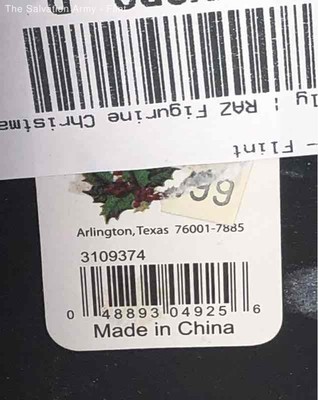 The Salvation Army - Flint
ly: RAZ Figurine Christma
- Flint
99
Arlington, Texas 76001-7885
3109374
0 48893 04925 6
Made in China